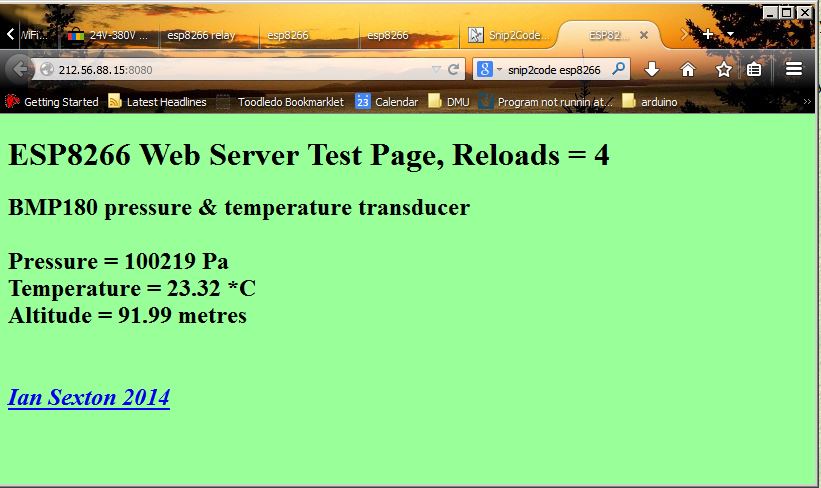 WiFi...
24V-380V ...
esp8266 relay
esp8266
esp8266
Snip2Code...
ESP82...
212.56.88.15:8080
8
snip2code esp8266
Getting Started
Latest Headlines
Toodledo Bookmarklet
23 Calendar
DMU
Program not runnin at...
arduino
ESP8266 Web Server Test Page, Reloads = 4
BMP180 pressure & temperature transducer
Pressure = 100219 Pa
Temperature = 23.32 *C
Altitude = 91.99 metres
Ian Sexton 2014